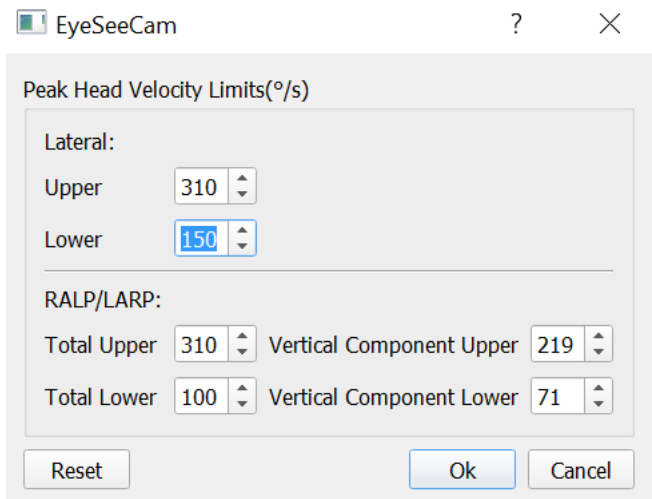 EyeSeeCam ?
Peak Head Velocity Limits(°/s)
Lateral:
Upper 310
Lower 150
RALP/LARP:
Total Upper 310 Vertical Component Upper 219
Total Lower 100 Vertical Component Lower 71
Reset Ok Cancel